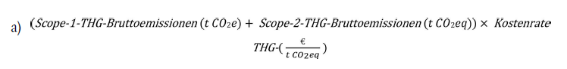 a) (Scope-1-THG-Bruttoemissionen (t CO₂e) + Scope-2-THG-Bruttoemissionen (t CO₂eq)) × Kostenrate
THG-(€ / t CO₂eq)